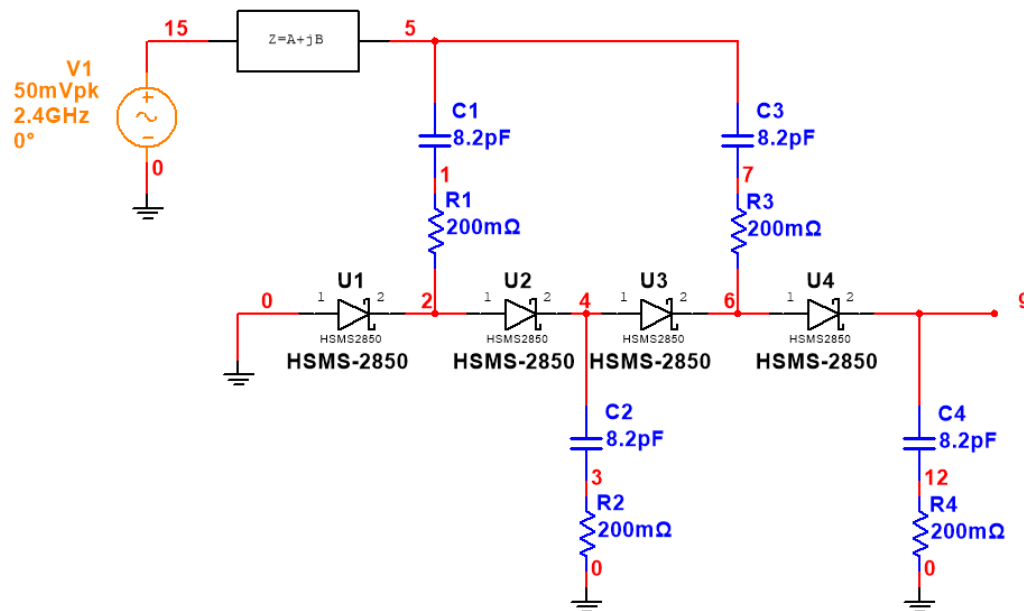 15
Z=A+jB
5
V1
50mVpk
2.4GHz
0°
0
C1
8.2pF
1
R1
200mΩ
C3
8.2pF
7
R3
200mΩ
0
1
U1
2
HSMS2850
HSMS-2850
2
1
U2
2
HSMS2850
HSMS-2850
4
1
U3
2
HSMS2850
HSMS-2850
6
1
U4
2
HSMS2850
HSMS-2850
9
C2
8.2pF
3
R2
200mΩ
0
C4
8.2pF
12
R4
200mΩ
0